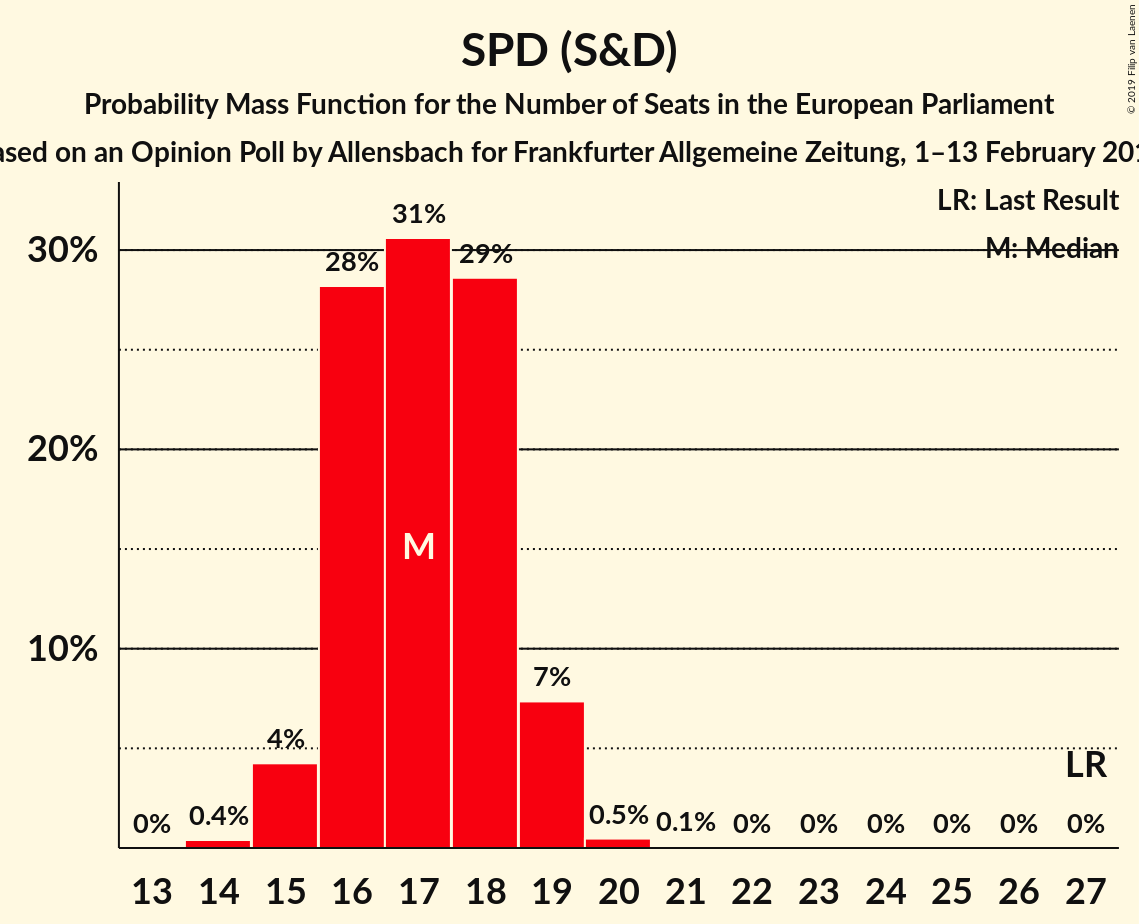 © 2019 Filip van Laenen
SPD (S&D)
Probability Mass Function for the Number of Seats in the European Parliament
on an Opinion Poll by Allensbach for Frankfurter Allgemeine Zeitung, 1–13 February
LR: Last Result
M: Median
30%
20%
10%
0% 0.4% 4% 28% 31% 29% 7% 0.5% 0.1% 0% 0% 0% 0% 0% 0%
M
LR
13 14 15 16 17 18 19 20 21 22 23 24 25 26 27